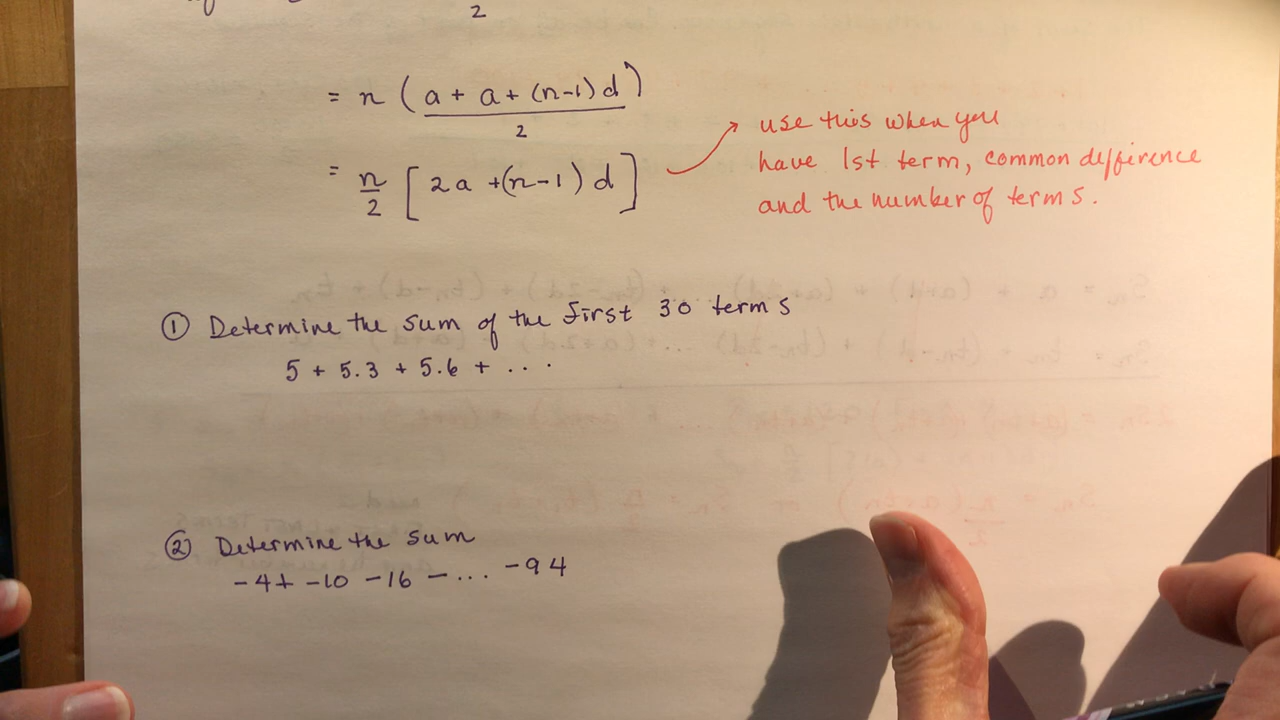 2
= n ( a + a + (n-1) d )
2
= n/2 [ 2a + (n-1) d ]
use this when you
have 1st term, common diffirence
and the number of terms.
① Determine the sum of the first 30 terms
5 + 5.3 + 5.6 + . . .
② Determine the sum
-4 + -10 -16 - ... -94